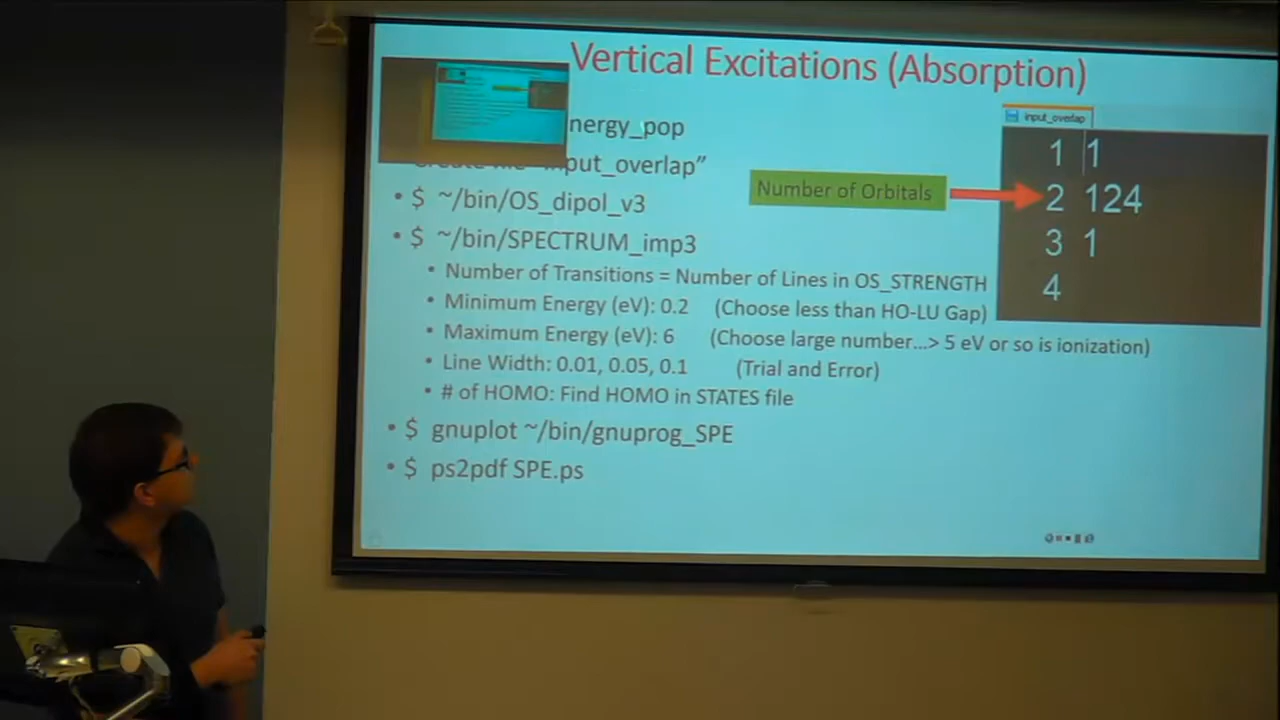 Vertical Excitations (Absorption)
nergy_pop
input_overlap"
• $ ~/bin/OS_dipol_v3
• $ ~/bin/SPECTRUM_imp3
• Number of Transitions = Number of Lines in OS_STRENGTH
• Minimum Energy (eV): 0.2 (Choose less than HO-LU Gap)
• Maximum Energy (eV): 6 (Choose large number...> 5 eV or so is ionization)
• Line Width: 0.01, 0.05, 0.1 (Trial and Error)
• # of HOMO: Find HOMO in STATES file
• $ gnuplot ~/bin/gnuprog_SPE
• $ ps2pdf SPE.ps
Number of Orbitals
input_overlap
1 1
2 124
3 1
4